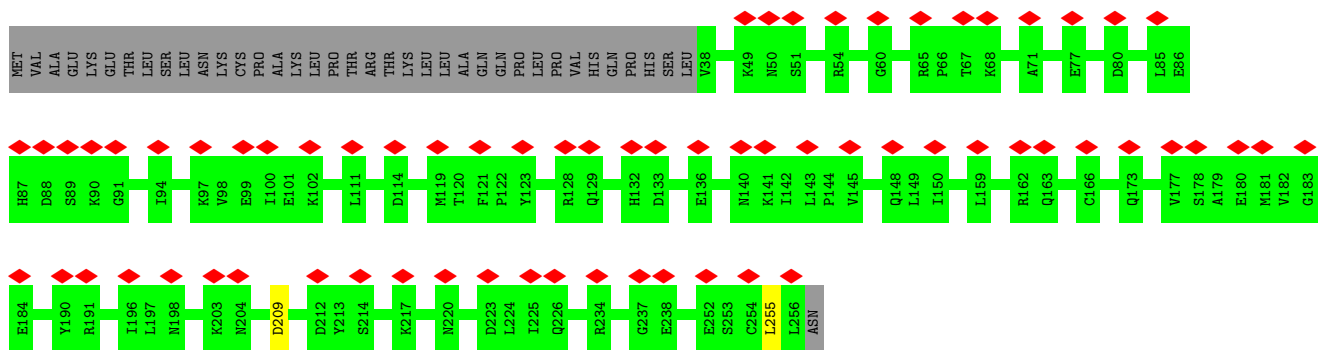 MET VAL ALA GLU LYS GLU THR LEU SER LEU ASN LYS CYS PRO ALA LYS LEU PRO THR ARG THR LYS LEU LEU ALA GLN GLN PRO LEU PRO VAL HIS GLN PRO HIS SER LEU V38 K49 N50 S51 R54 G60 R65 P66 T67 K68 A71 E77 D80 L85 E86
H87 D88 S89 K90 G91 I94 K97 V98 E99 I100 E101 K102 L111 D114 M119 T120 F121 P122 Y123 R128 Q129 H132 D133 E136 N140 K141 I142 L143 P144 V145 Q148 L149 I150 L159 R162 Q163 C166 Q173 V177 S178 A179 E180 M181 V182 G183
E184 Y190 R191 I196 L197 N198 K203 N204 D209 D212 Y213 S214 K217 N220 D223 L224 I225 Q226 R234 G237 E238 E252 S253 C254 L255 L256 ASN